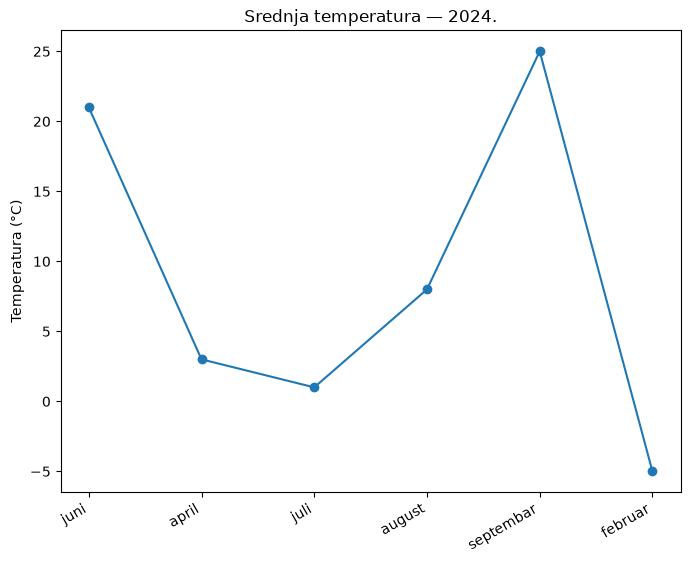 Srednja temperatura — 2024.
Temperatura (°C)
25
20
15
10
5
0
−5
juni
april
juli
august
septembar
februar